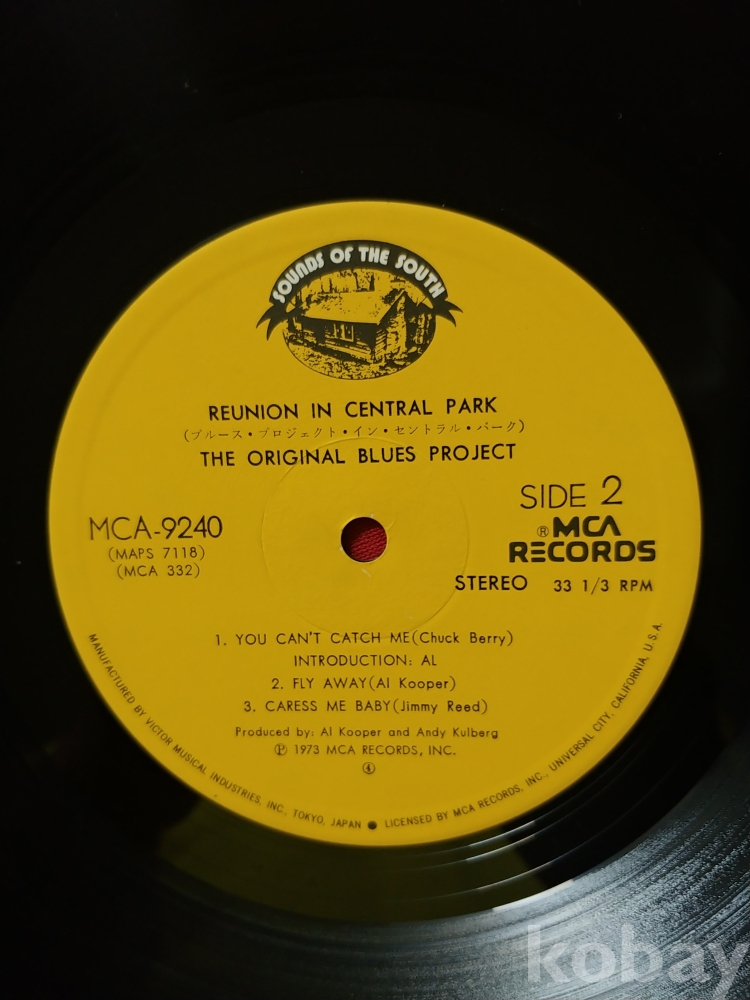 SOUNDS OF THE SOUTH
REUNION IN CENTRAL PARK
(ブルース・プロジェクト・イン・セントラル・パーク)
THE ORIGINAL BLUES PROJECT
SIDE 2
MCA-9240
(MAPS 7118)
(MCA 332)
®MCA
RECORDS
STEREO 33 1/3 RPM
1. YOU CAN'T CATCH ME(Chuck Berry)
INTRODUCTION: AL
2. FLY AWAY(Al Kooper)
3. CARESS ME BABY(Jimmy Reed)
Produced by: Al Kooper and Andy Kulberg
℗ 1973 MCA RECORDS, INC.
④
MANUFACTURED BY VICTOR MUSICAL INDUSTRIES, INC., TOKYO, JAPAN ● LICENSED BY MCA RECORDS, INC., UNIVERSAL CITY, CALIFORNIA, U.S.A.
kobay